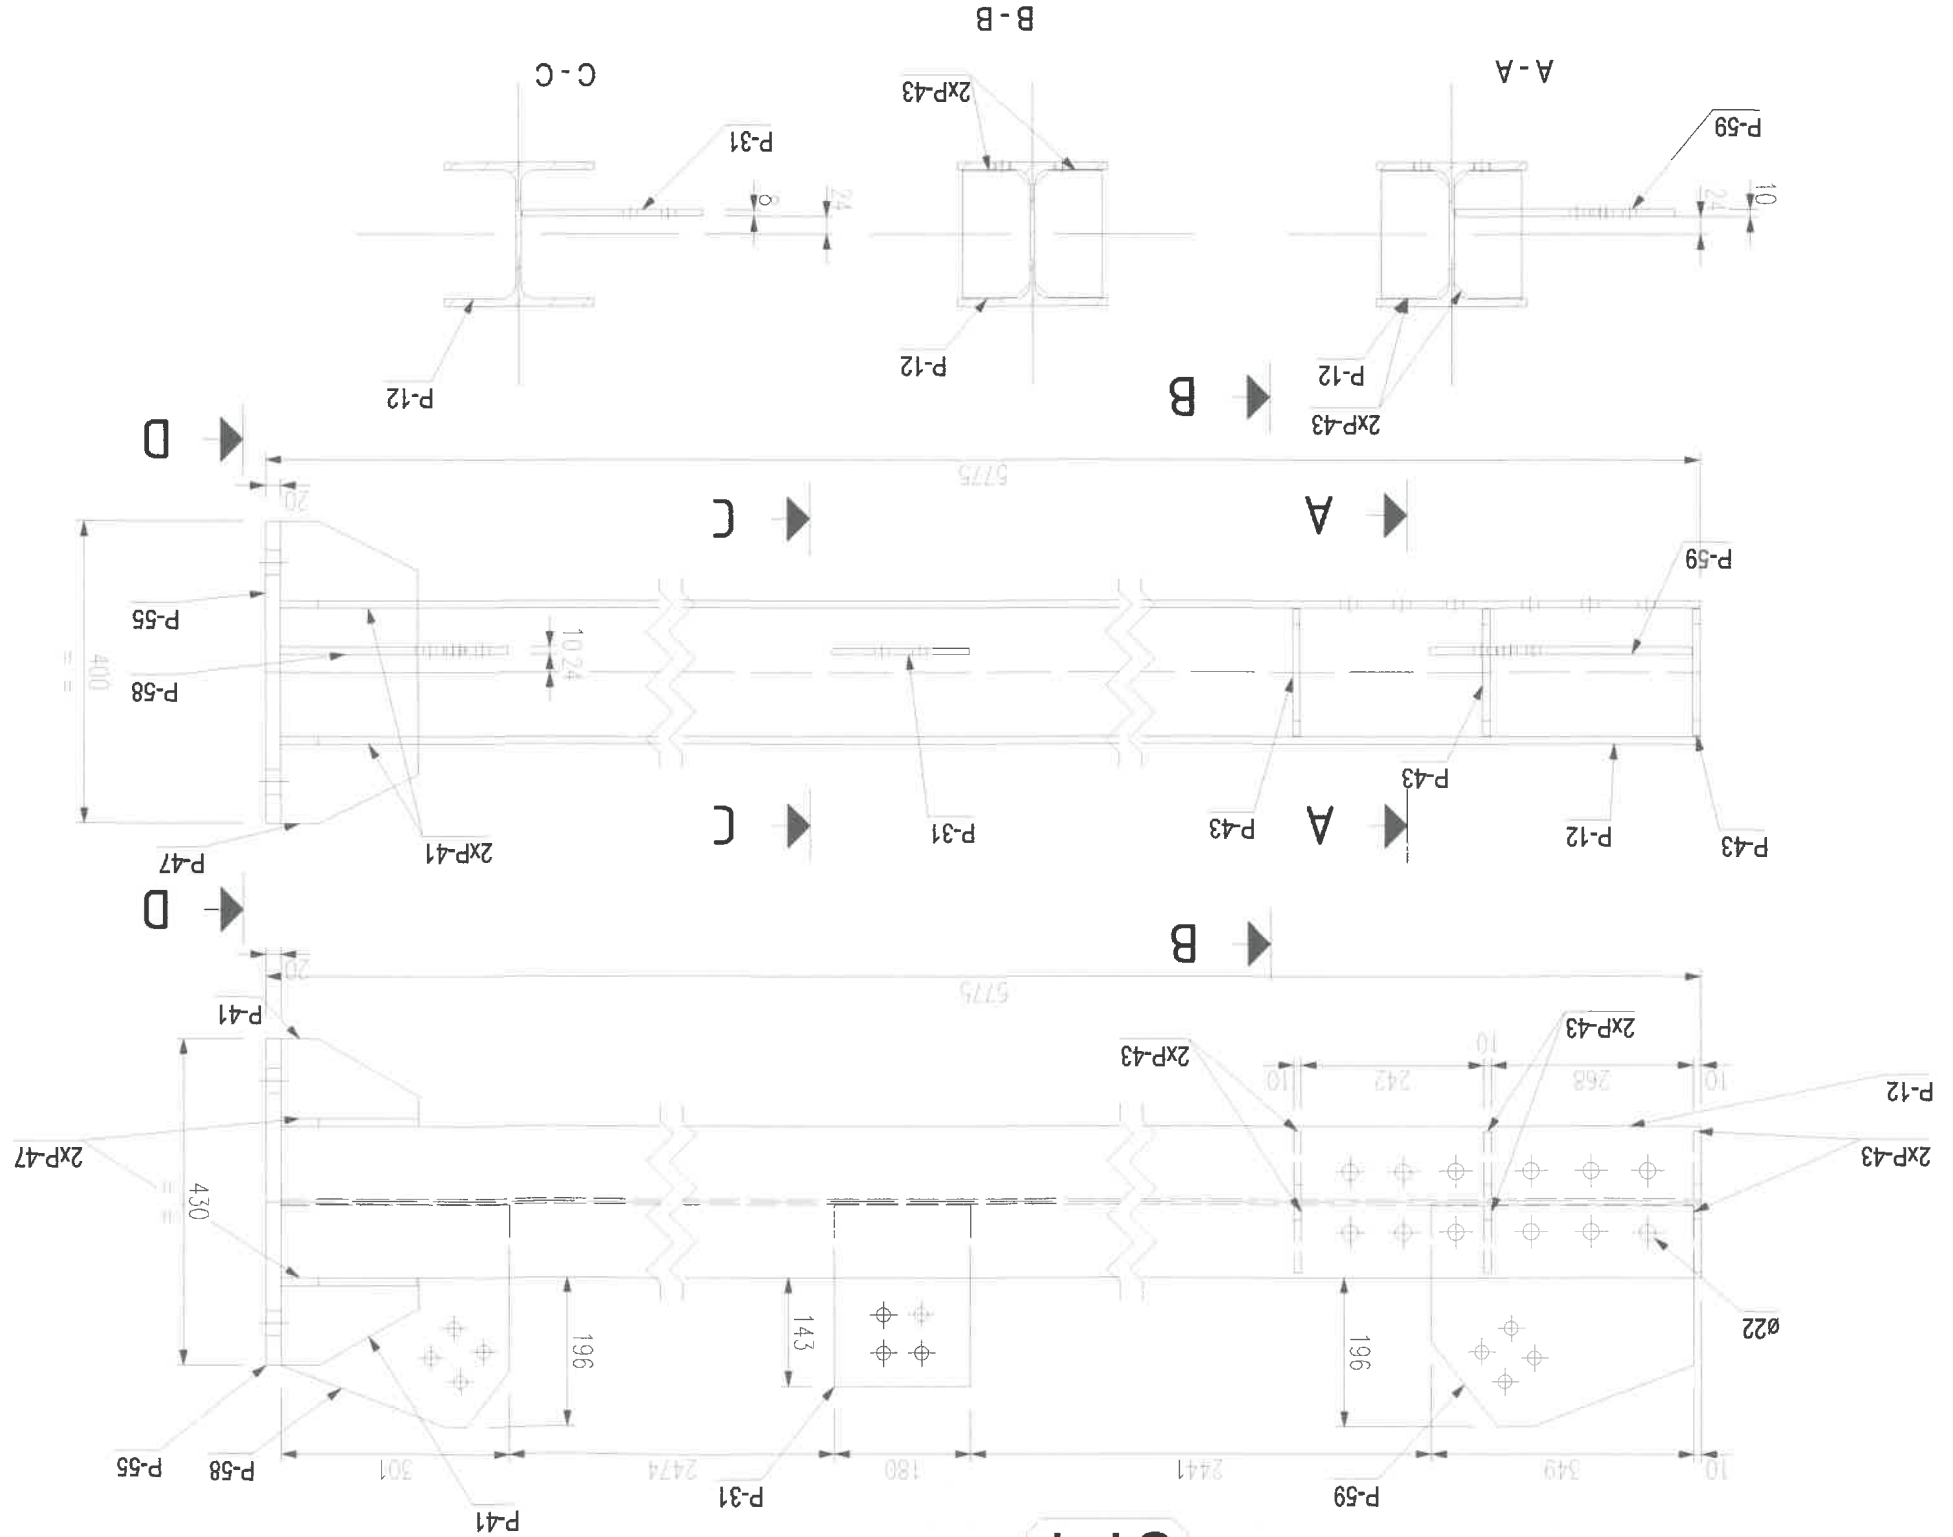 P-41
P-59
P-31
10
349
2441
180
2474
301
P-58
P-55
196
143
196
ø22
2xP-43
430
= =
2xP-47
P-12
10
268
10
242
10
2xP-43
2xP-43
P-41
5775
20
B
D
P-43
P-12
P-43
A
P-43
P-31
C
2xP-41
P-47
D
P-59
P-31
10 24
P-58
P-55
400
= =
A
C
20
5775
D
2xP-43
P-12
B
P-12
P-12
10
24
P-59
A-A
2xP-43
B-B
24
8
P-31
C-C